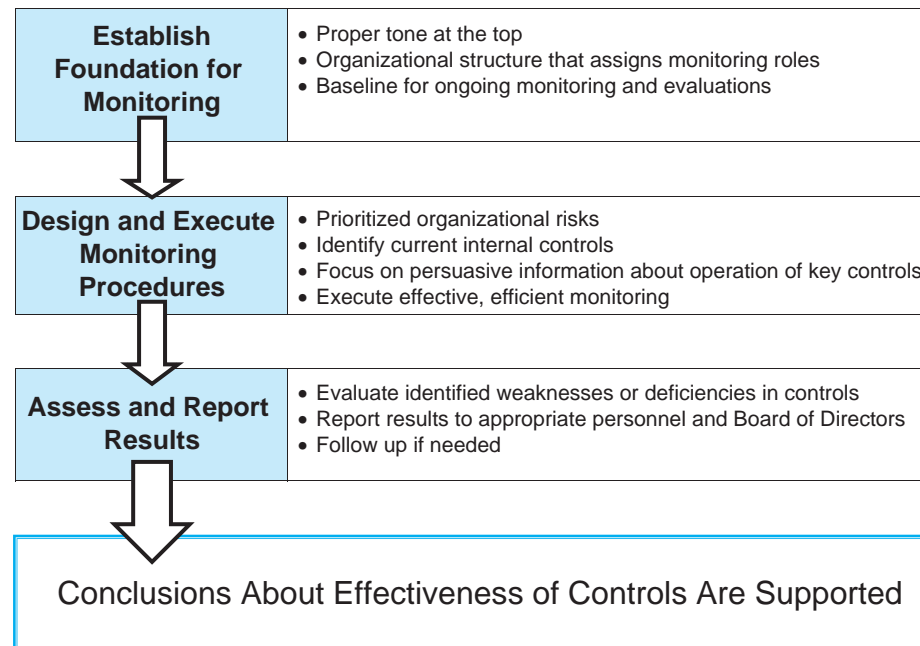 Establish
Foundation for
Monitoring
• Proper tone at the top
• Organizational structure that assigns monitoring roles
• Baseline for ongoing monitoring and evaluations
Design and Execute
Monitoring
Procedures
• Prioritized organizational risks
• Identify current internal controls
• Focus on persuasive information about operation of key controls
• Execute effective, efficient monitoring
Assess and Report
Results
• Evaluate identified weaknesses or deficiencies in controls
• Report results to appropriate personnel and Board of Directors
• Follow up if needed
Conclusions About Effectiveness of Controls Are Supported